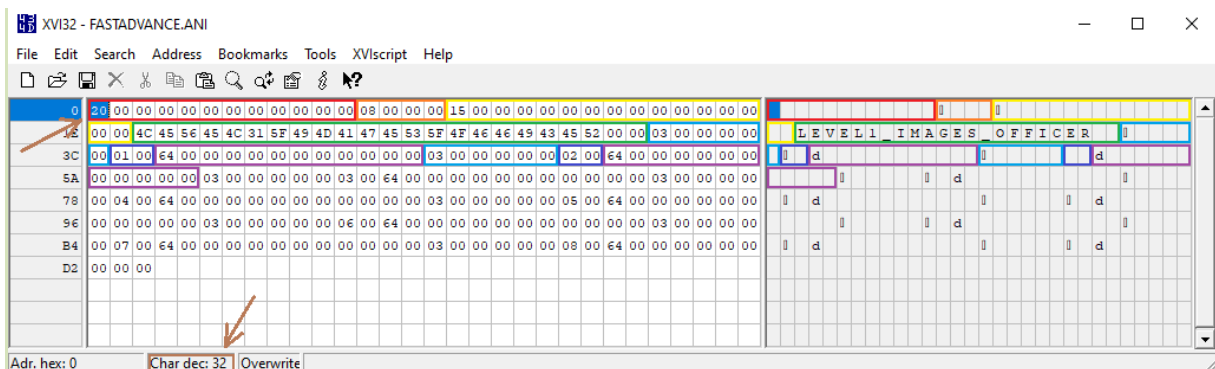 XVI32 - FASTADVANCE.ANI
File Edit Search Address Bookmarks Tools XVIscript Help
0 20 00 00 00 00 00 00 00 00 00 00 00 08 00 00 00 15 00 00 00 00 00 00 00 00 00 00 00 00 00
1E 00 00 4C 45 56 45 4C 31 5F 49 4D 41 47 45 53 5F 4F 46 46 49 43 45 52 00 00 03 00 00 00 00 LEVEL1_IMAGES_OFFICER
3C 00 01 00 64 00 00 00 00 00 00 00 00 00 00 00 03 00 00 00 00 00 02 00 64 00 00 00 00 00 00 d d
5A 00 00 00 00 00 03 00 00 00 00 00 03 00 64 00 00 00 00 00 00 00 00 00 00 00 03 00 00 00 00 d
78 00 04 00 64 00 00 00 00 00 00 00 00 00 00 00 03 00 00 00 00 00 05 00 64 00 00 00 00 00 00 d d
96 00 00 00 00 00 03 00 00 00 00 00 06 00 64 00 00 00 00 00 00 00 00 00 00 00 03 00 00 00 00 d
B4 00 07 00 64 00 00 00 00 00 00 00 00 00 00 00 03 00 00 00 00 00 08 00 64 00 00 00 00 00 00 d d
D2 00 00 00
Adr. hex: 0 Char dec: 32 Overwrite